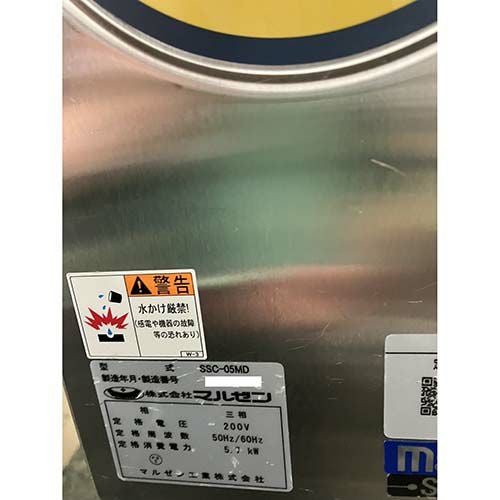 警告
水かけ厳禁!
(感電や機器の故障
等の恐れあり)
W-3
型 式 SSC-05MD
製造年月・製造番号
株式会社マルゼン
相 三相
定格電圧 200V
定格周波数 50Hz/60Hz
定格消費電力 kW
マルゼン工業株式会社
定
m